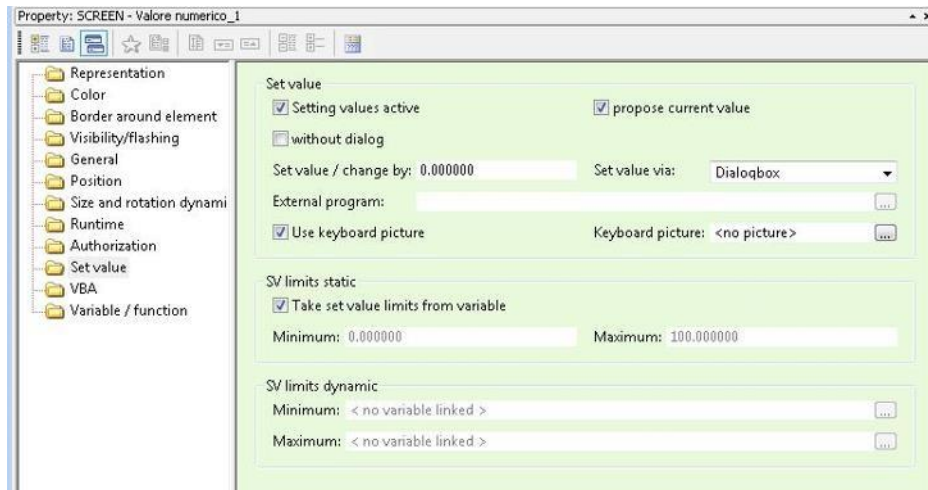 Property: SCREEN - Valore numerico_1
Representation
Color
Border around element
Visibility/flashing
General
Position
Size and rotation dynami
Runtime
Authorization
Set value
VBA
Variable / function
Set value
Setting values active
propose current value
without dialog
Set value / change by: 0.000000
Set value via: Dialogbox
External program:
...
Use keyboard picture
Keyboard picture: <no picture>
...
SV limits static
Take set value limits from variable
Minimum: 0.000000
Maximum: 100.000000
SV limits dynamic
Minimum: < no variable linked >
...
Maximum: < no variable linked >
...